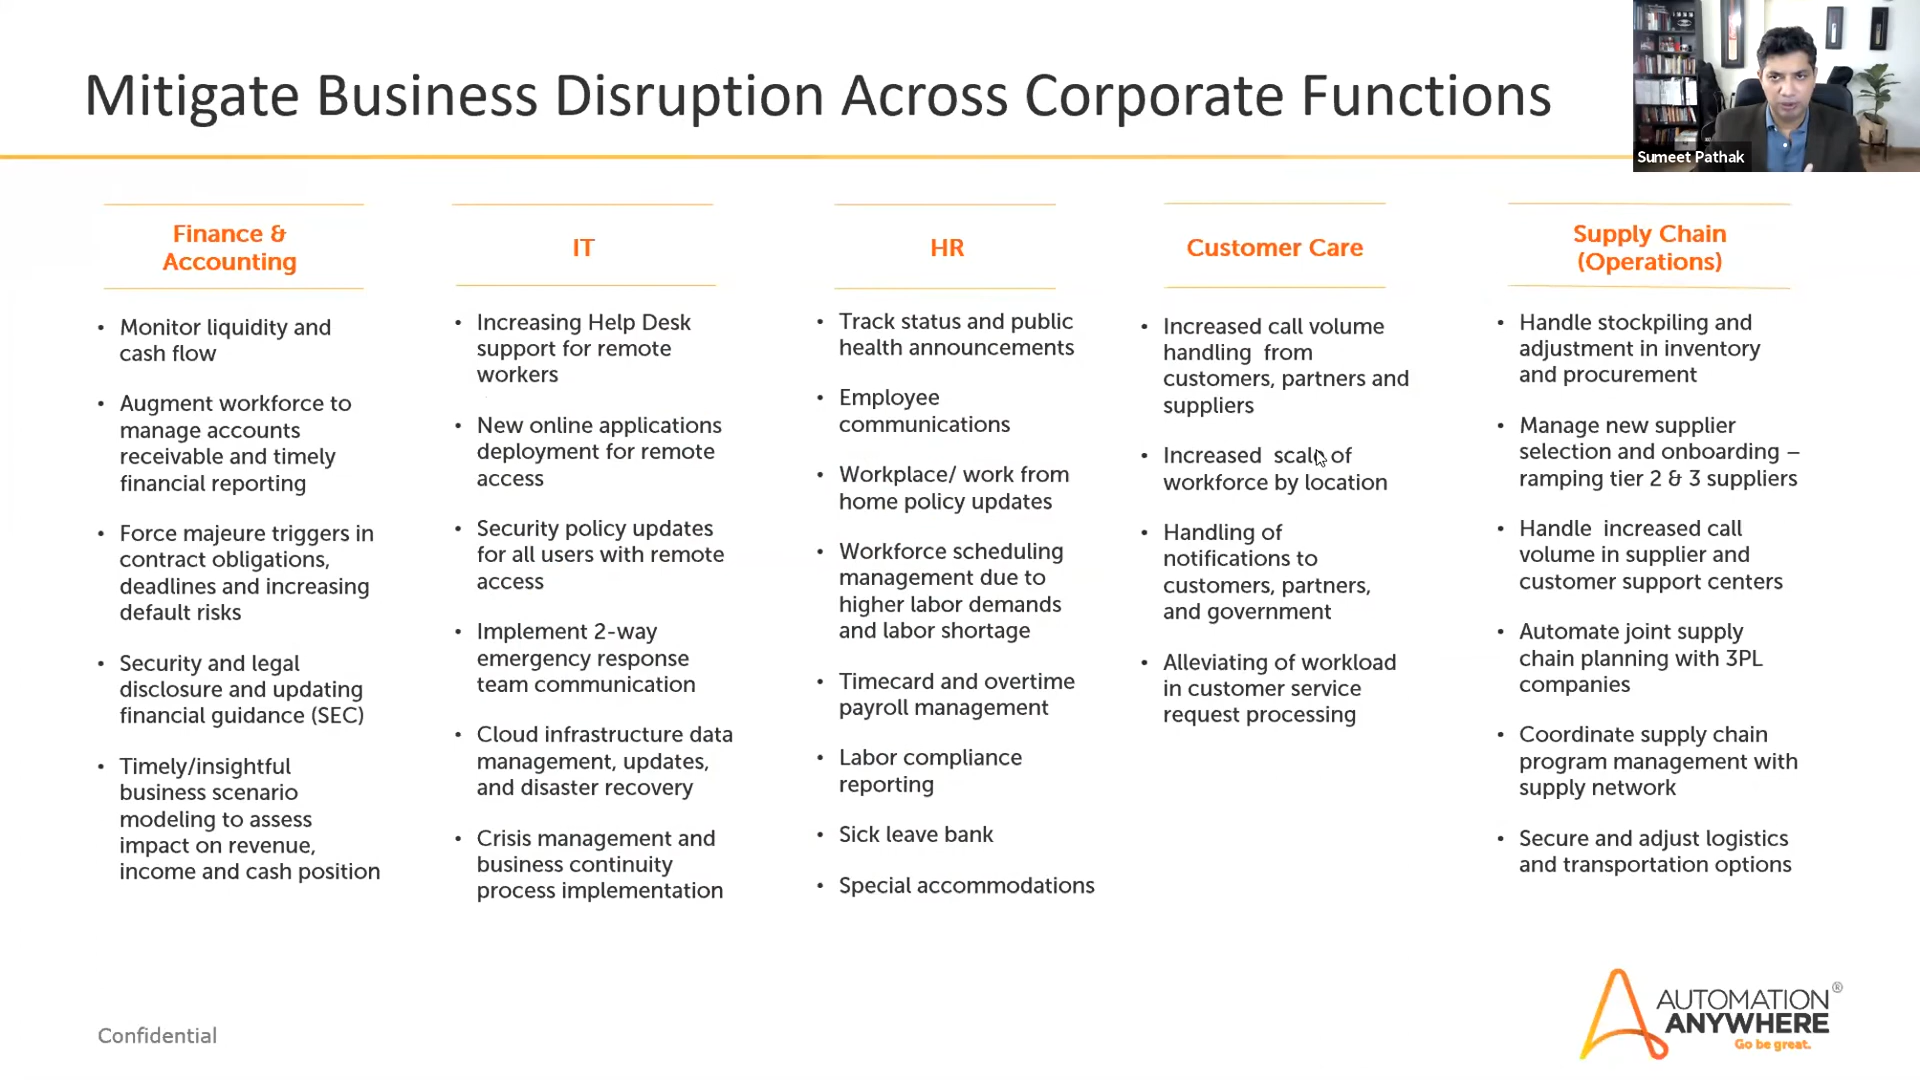 Mitigate Business Disruption Across Corporate Functions
Sumeet Pathak
Finance &
Accounting
• Monitor liquidity and
cash flow
• Augment workforce to
manage accounts
receivable and timely
financial reporting
• Force majeure triggers in
contract obligations,
deadlines and increasing
default risks
• Security and legal
disclosure and updating
financial guidance (SEC)
• Timely/insightful
business scenario
modeling to assess
impact on revenue,
income and cash position
IT
• Increasing Help Desk
support for remote
workers
• New online applications
deployment for remote
access
• Security policy updates
for all users with remote
access
• Implement 2-way
emergency response
team communication
• Cloud infrastructure data
management, updates,
and disaster recovery
• Crisis management and
business continuity
process implementation
HR
• Track status and public
health announcements
• Employee
communications
• Workplace/ work from
home policy updates
• Workforce scheduling
management due to
higher labor demands
and labor shortage
• Timecard and overtime
payroll management
• Labor compliance
reporting
• Sick leave bank
• Special accommodations
Customer Care
• Increased call volume
handling from
customers, partners and
suppliers
• Increased scale of
workforce by location
• Handling of
notifications to
customers, partners,
and government
• Alleviating of workload
in customer service
request processing
Supply Chain
(Operations)
• Handle stockpiling and
adjustment in inventory
and procurement
• Manage new supplier
selection and onboarding –
ramping tier 2 & 3 suppliers
• Handle increased call
volume in supplier and
customer support centers
• Automate joint supply
chain planning with 3PL
companies
• Coordinate supply chain
program management with
supply network
• Secure and adjust logistics
and transportation options
Confidential
AUTOMATION®
ANYWHERE
Go be great.